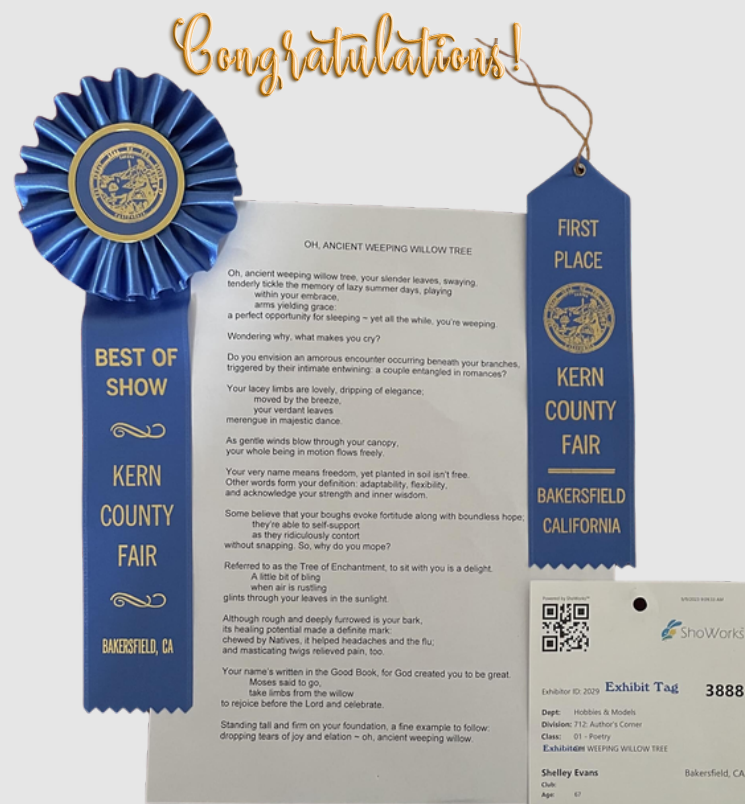 Congratulations!
BEST OF
SHOW
KERN
COUNTY
FAIR
BAKERSFIELD, CA
OH, ANCIENT WEEPING WILLOW TREE
Oh, ancient weeping willow tree, your slender leaves, swaying,
tenderly tickle the memory of lazy summer days, playing
within your embrace,
arms yielding grace:
a perfect opportunity for sleeping ~ yet all the while, you're weeping.
Wondering why, what makes you cry?
Do you envision an amorous encounter occurring beneath your branches,
triggered by their intimate entwining: a couple entangled in romances?
Your lacey limbs are lovely, dripping of elegance;
moved by the breeze,
your verdant leaves
merengue in majestic dance.
As gentle winds blow through your canopy,
your whole being in motion flows freely.
Your very name means freedom, yet planted in soil isn't free.
Other words form your definition: adaptability, flexibility,
and acknowledge your strength and inner wisdom.
Some believe that your boughs evoke fortitude along with boundless hope;
they're able to self-support
as they ridiculously contort
without snapping. So, why do you mope?
Referred to as the Tree of Enchantment, to sit with you is a delight.
A little bit of bling
when air is rustling
glints through your leaves in the sunlight.
Although rough and deeply furrowed is your bark,
its healing potential made a definite mark:
chewed by Natives, it helped headaches and the flu;
and masticating twigs relieved pain, too.
Your name's written in the Good Book, for God created you to be great.
Moses said to go,
take limbs from the willow
to rejoice before the Lord and celebrate.
Standing tall and firm on your foundation, a fine example to follow:
dropping tears of joy and elation ~ oh, ancient weeping willow.
FIRST
PLACE
KERN
COUNTY
FAIR
BAKERSFIELD
CALIFORNIA
Powered by ShoWorks
ShoWorks
Exhibitor ID: 2029 Exhibit Tag 3888
Dept: Hobbies & Models
Division: 712: Author's Corner
Class: 01 - Poetry
Exhibit: WEEPING WILLOW TREE
Shelley Evans Bakersfield, CA
Club:
Age: 67